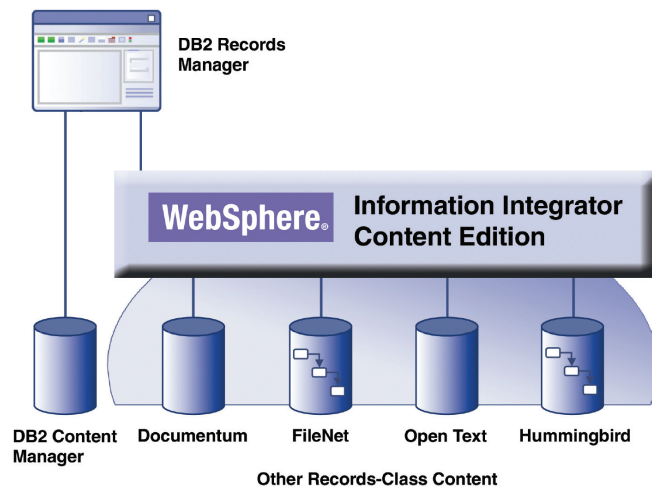 DB2 Records
Manager
WebSphere®
Information Integrator
Content Edition
DB2 Content
Manager
Documentum
FileNet
Open Text
Hummingbird
Other Records-Class Content